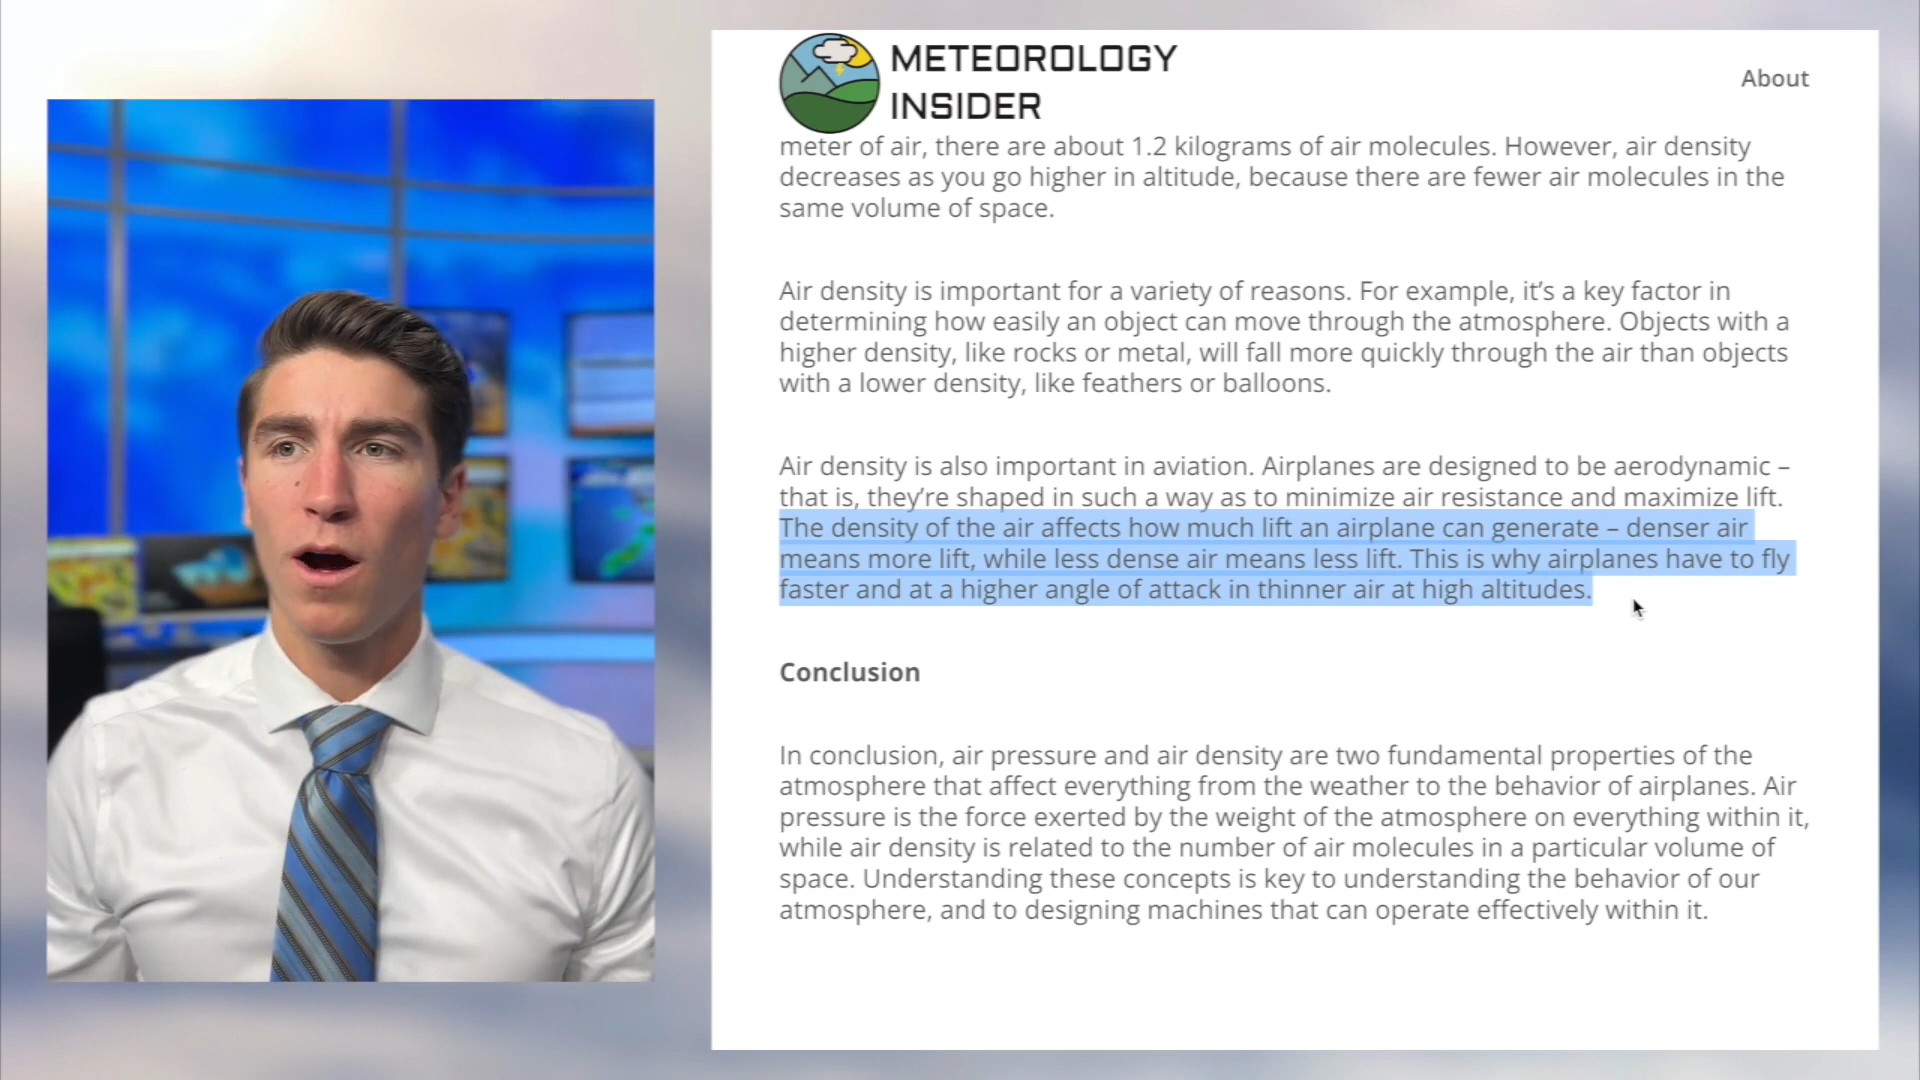 METEOROLOGY
INSIDER
About
meter of air, there are about 1.2 kilograms of air molecules. However, air density
decreases as you go higher in altitude, because there are fewer air molecules in the
same volume of space.
Air density is important for a variety of reasons. For example, it’s a key factor in
determining how easily an object can move through the atmosphere. Objects with a
higher density, like rocks or metal, will fall more quickly through the air than objects
with a lower density, like feathers or balloons.
Air density is also important in aviation. Airplanes are designed to be aerodynamic –
that is, they’re shaped in such a way as to minimize air resistance and maximize lift.
The density of the air affects how much lift an airplane can generate – denser air
means more lift, while less dense air means less lift. This is why airplanes have to fly
faster and at a higher angle of attack in thinner air at high altitudes.
Conclusion
In conclusion, air pressure and air density are two fundamental properties of the
atmosphere that affect everything from the weather to the behavior of airplanes. Air
pressure is the force exerted by the weight of the atmosphere on everything within it,
while air density is related to the number of air molecules in a particular volume of
space. Understanding these concepts is key to understanding the behavior of our
atmosphere, and to designing machines that can operate effectively within it.